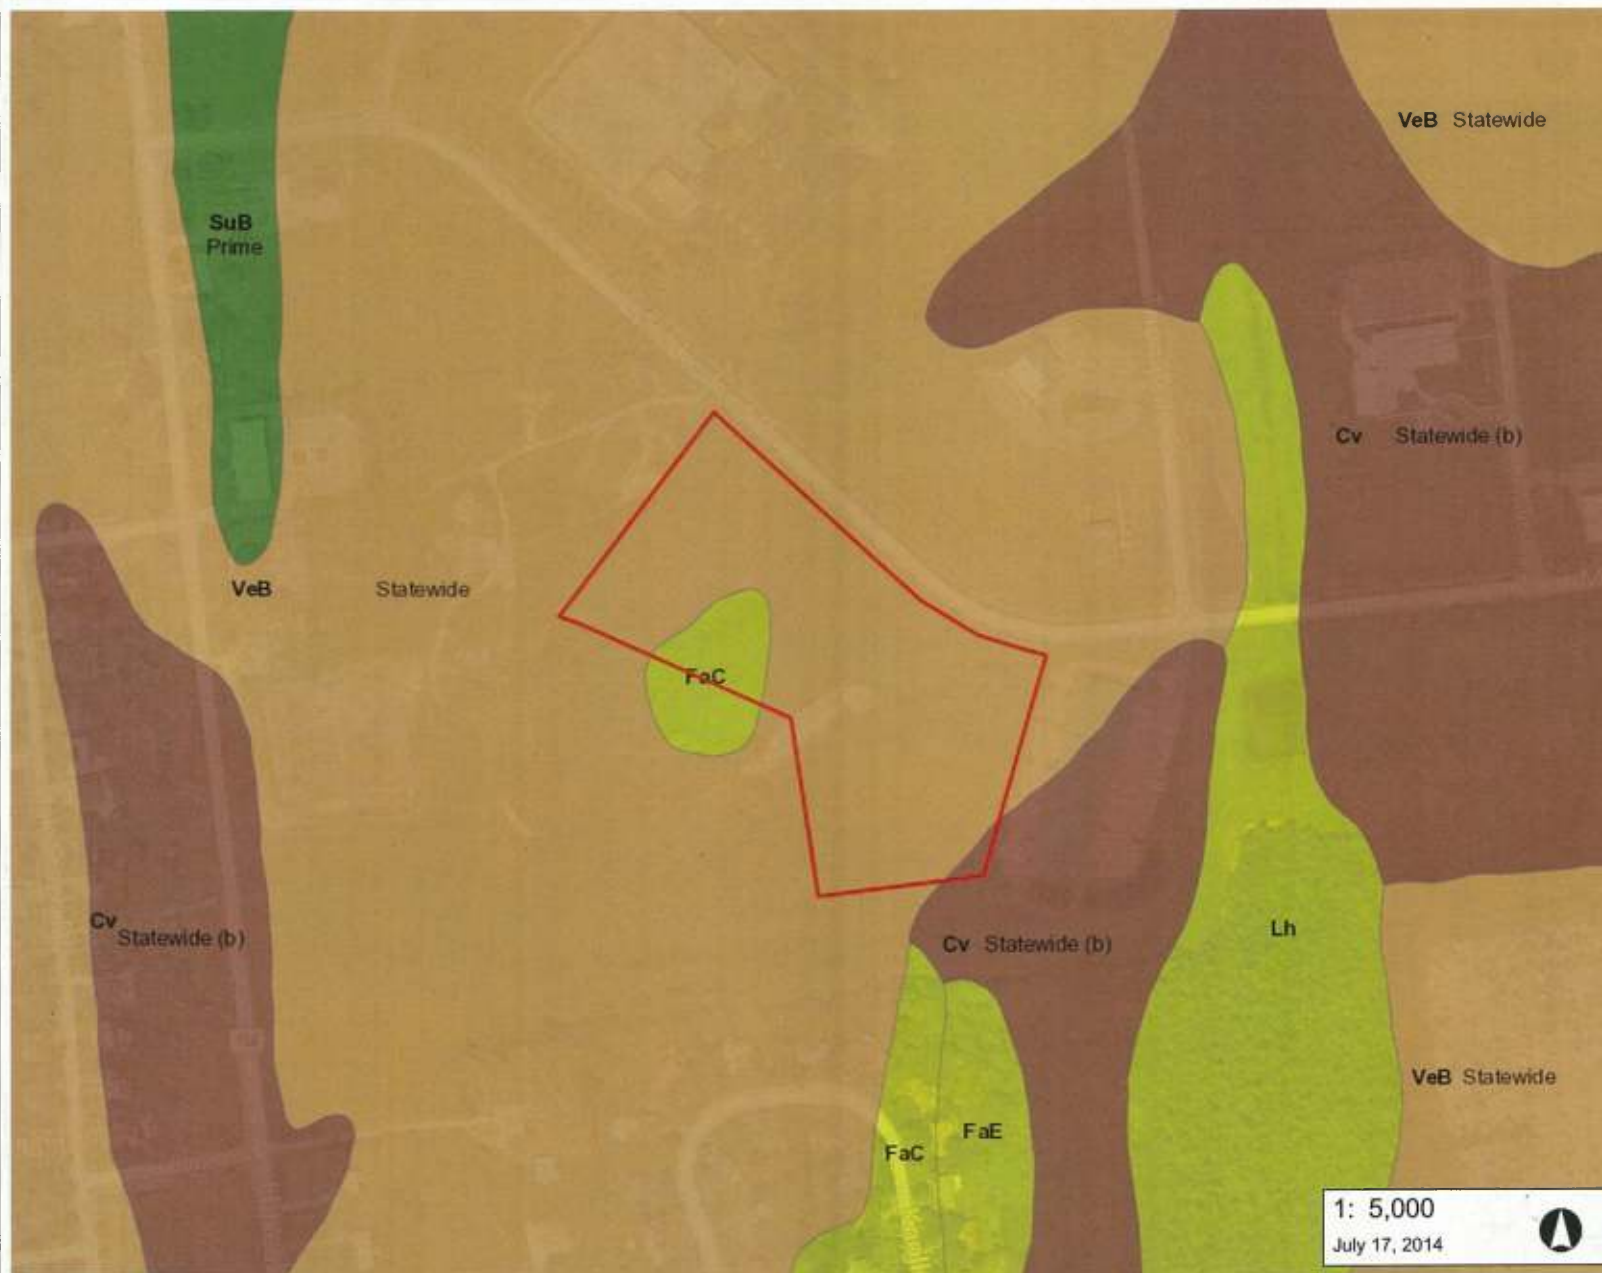 VeB Statewide
SuB
Prime
Cv Statewide (b)
VeB Statewide
FaC
Cv
Statewide (b)
Lh
Cv Statewide (b)
VeB Statewide
FaE
FaC
1: 5,000
July 17, 2014